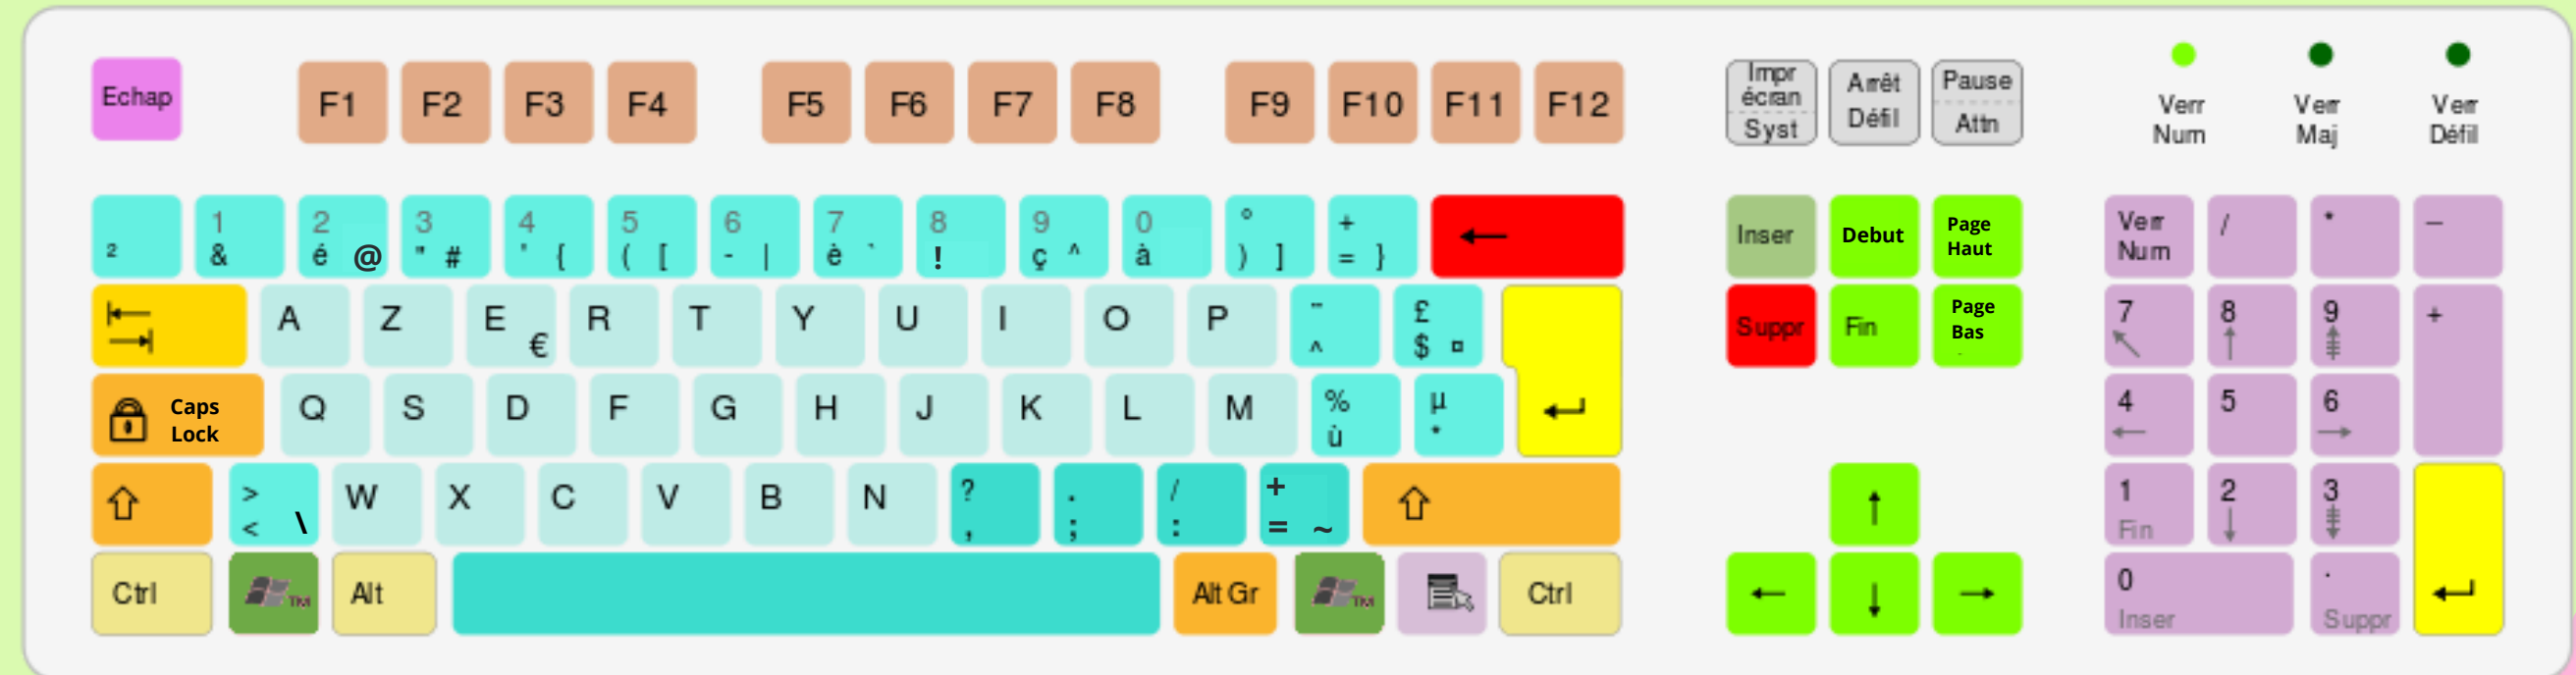 Echap F1 F2 F3 F4 F5 F6 F7 F8 F9 F10 F11 F12
Impr
écran
Syst
Arrêt
Défil
Pause
Attn
Verr
Num
Verr
Maj
Verr
Défil
1 2 3 4 5 6 7 8 9 0 ° +
² & é @ " # ' { ( [ - | è ` ! ç ^ à ) ] = } ←
Inser Debut
Page
Haut
Verr
Num
/ * –
A Z E € R T Y U I O P
¨
^
£
$ ¤
Suppr Fin
Page
Bas
7 8 9 +
Caps
Lock
Q S D F G H J K L M
%
ù
µ
*
4 5 6
>
< \
W X C V B N
?
,
.
;
/
:
+
= ~
1
Fin
2 3
Ctrl TM Alt Alt Gr TM Ctrl
0
Inser
.
Suppr